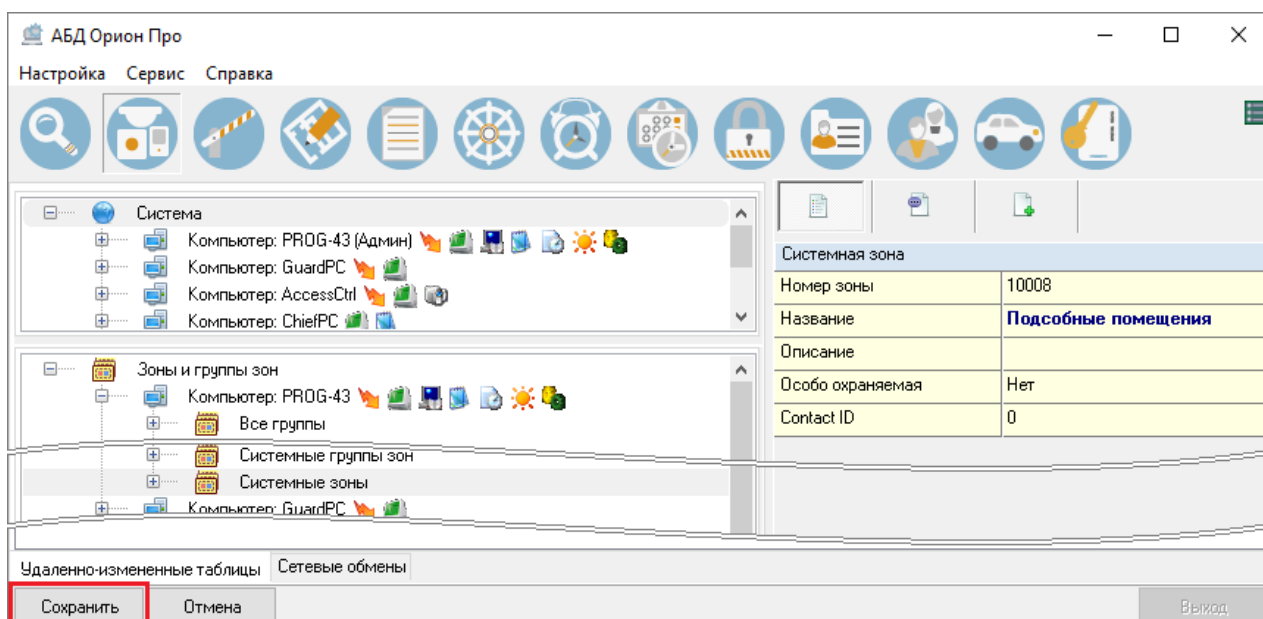 АБД Орион Про
Настройка Сервис Справка
Система
Компьютер: PROG-43 (Админ)
Компьютер: GuardPC
Компьютер: AccessCtrl
Компьютер: ChiefPC
Зоны и группы зон
Компьютер: PROG-43
Все группы
Системные группы зон
Системные зоны
Компьютер: GuardPC
Системная зона
Номер зоны 10008
Название Подсобные помещения
Описание
Особо охраняемая Нет
Contact ID 0
Удаленно-измененные таблицы Сетевые обмены
Сохранить Отмена Выход